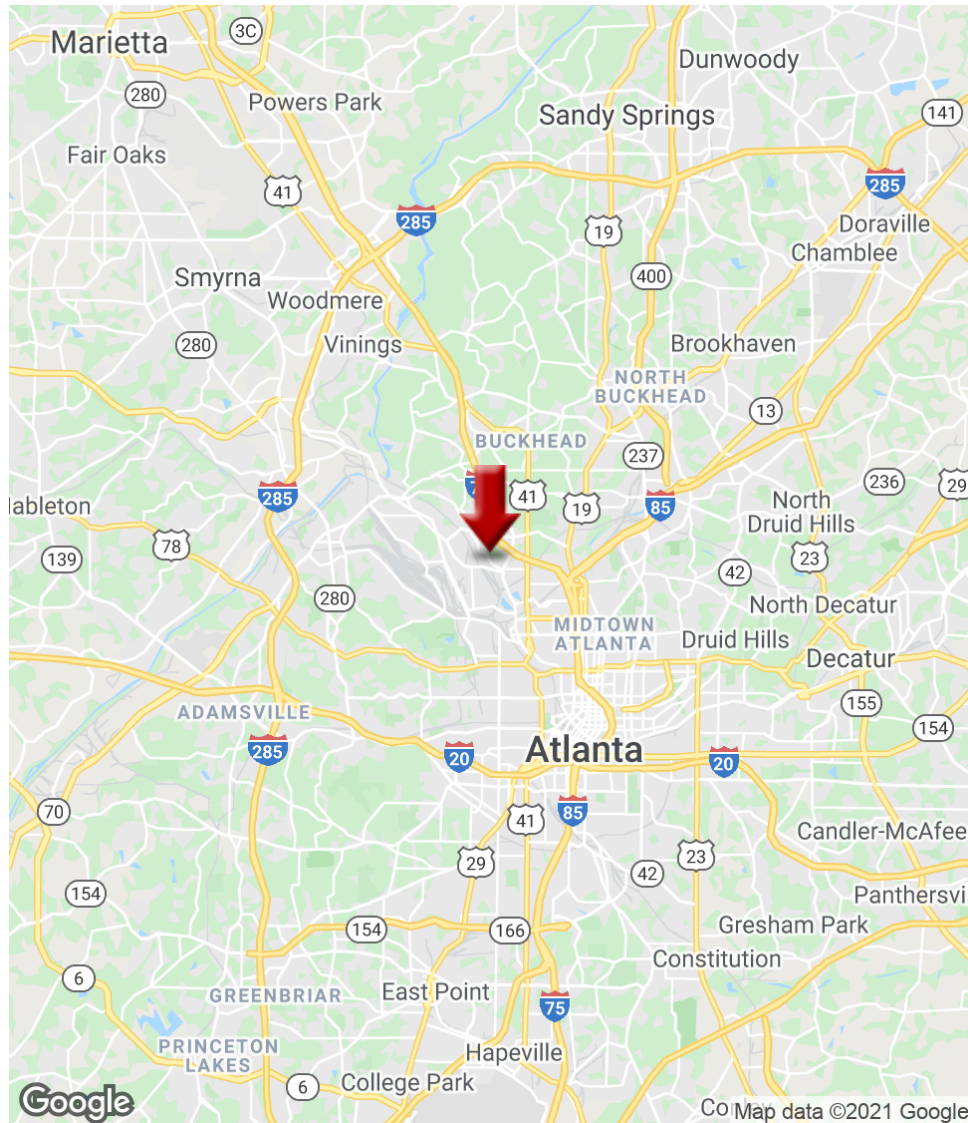 Marietta
3C
Dunwoody
280
Powers Park
Sandy Springs
141
Fair Oaks
41
285
285
19
Doraville
Chamblee
Smyrna
400
Woodmere
280
Vinings
Brookhaven
NORTH
BUCKHEAD
13
BUCKHEAD
237
236
29
285
41
19
85
North
Druid Hills
78
139
23
42
280
North Decatur
MIDTOWN
ATLANTA
Druid Hills
Decatur
155
ADAMSVILLE
154
285
20
Atlanta
20
70
85
41
Candler-McAfee
29
23
42
154
Panthersvi
154
166
Gresham Park
Constitution
6
GREENBRIAR
East Point
75
PRINCETON
LAKES
Hapeville
6
College Park
Google
Map data ©2021 Google